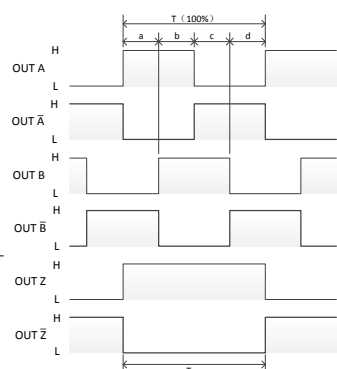 T (100%)
a b c d
OUT A H L
OUT A̅ H L
OUT B H L
OUT B̅ H L
OUT Z H L
OUT Z̅ H L